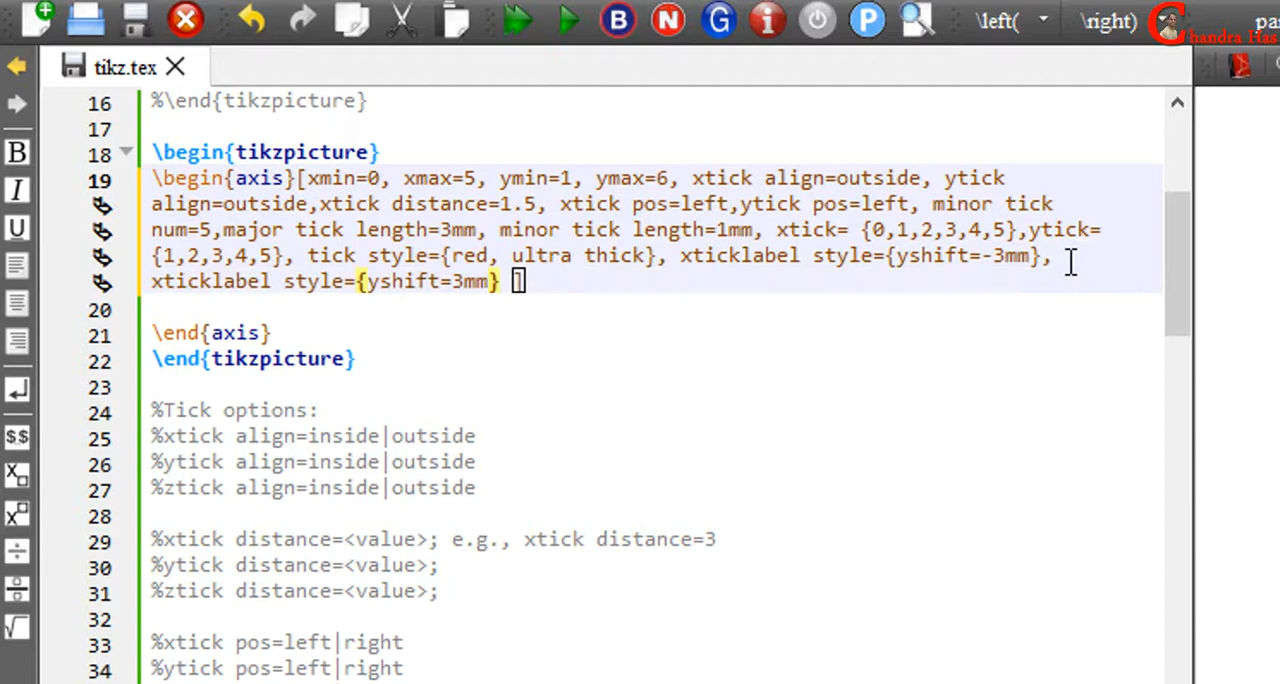 \left( \right) pa
Chandra Has
tikz.tex
16 %\end{tikzpicture}
17
18 \begin{tikzpicture}
19 \begin{axis}[xmin=0, xmax=5, ymin=1, ymax=6, xtick align=outside, ytick
align=outside,xtick distance=1.5, xtick pos=left,ytick pos=left, minor tick
num=5,major tick length=3mm, minor tick length=1mm, xtick= {0,1,2,3,4,5},ytick=
{1,2,3,4,5}, tick style={red, ultra thick}, xticklabel style={yshift=-3mm},
xticklabel style={yshift=3mm} ]
20
21 \end{axis}
22 \end{tikzpicture}
23
24 %Tick options:
25 %xtick align=inside|outside
26 %ytick align=inside|outside
27 %ztick align=inside|outside
28
29 %xtick distance=<value>; e.g., xtick distance=3
30 %ytick distance=<value>;
31 %ztick distance=<value>;
32
33 %xtick pos=left|right
34 %ytick pos=left|right